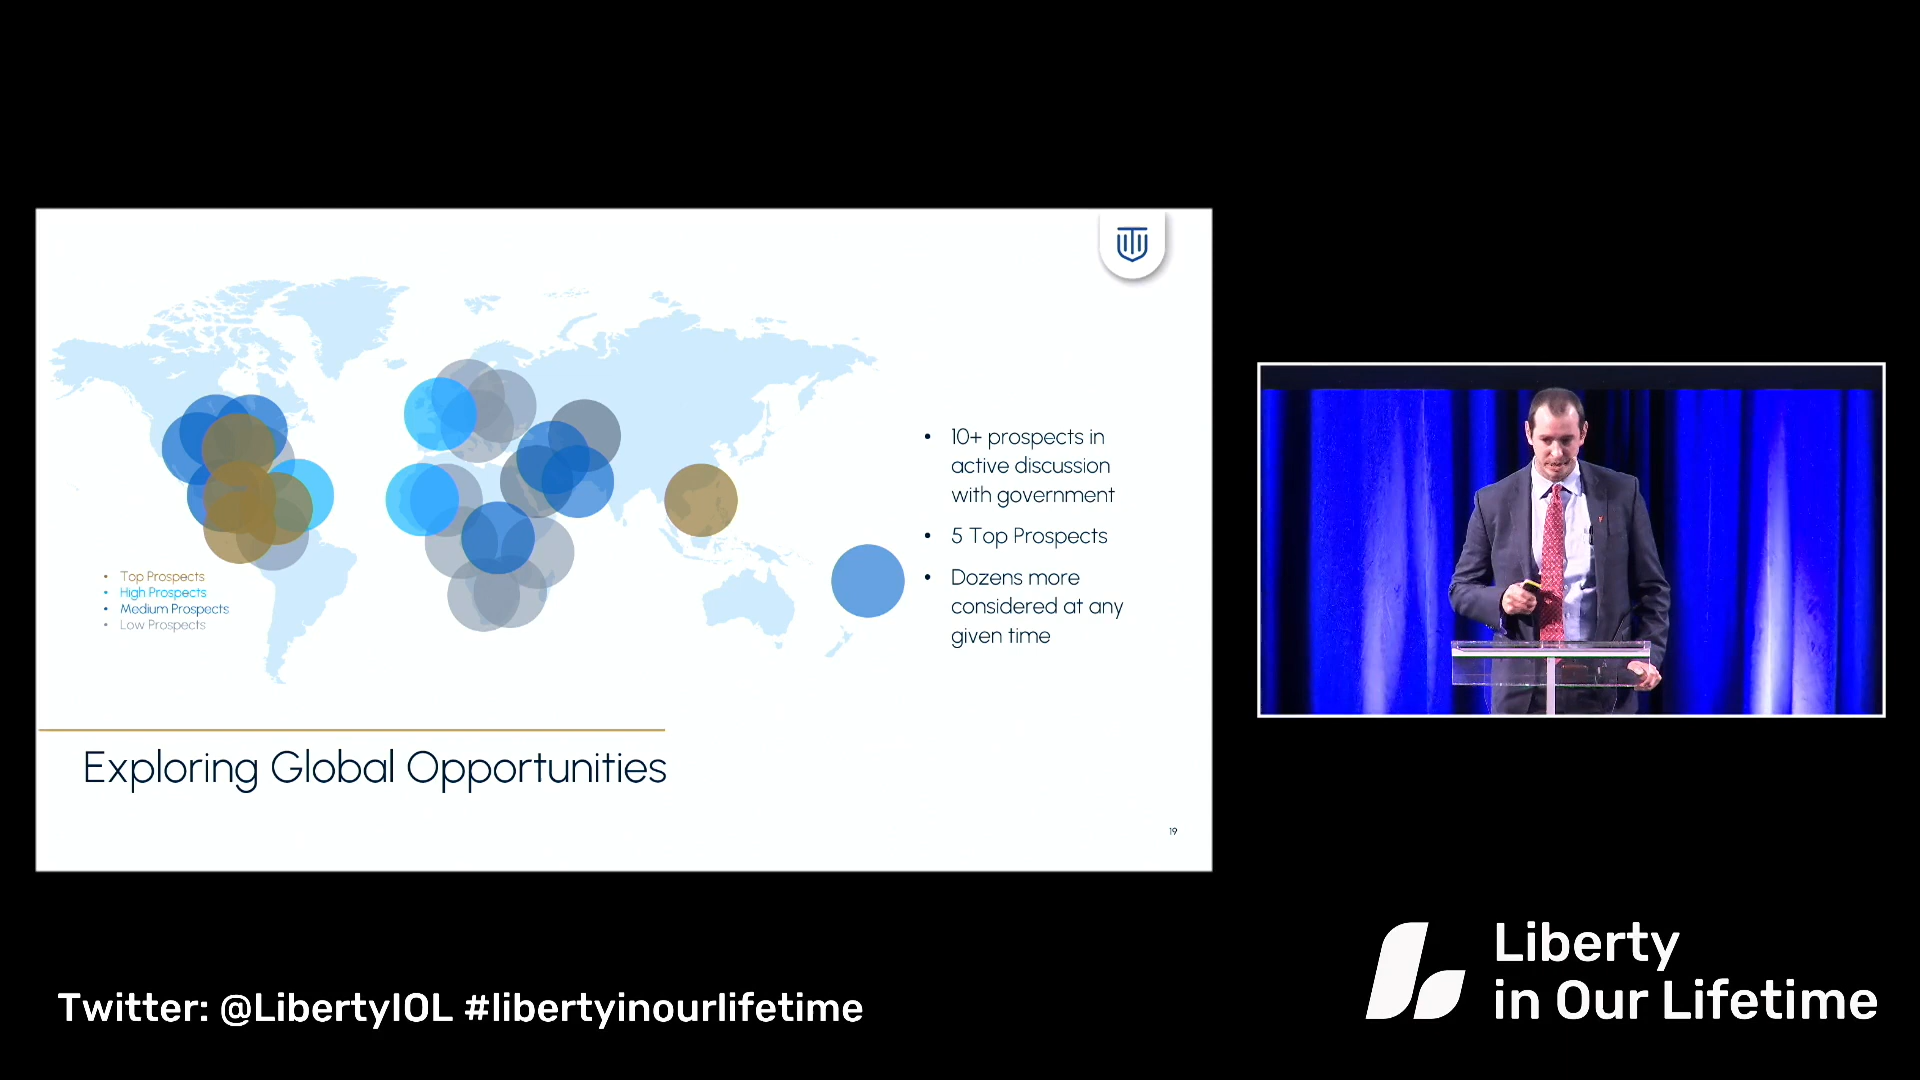 10+ prospects in
active discussion
with government
5 Top Prospects
Dozens more
considered at any
given time
Top Prospects
High Prospects
Medium Prospects
Low Prospects
Exploring Global Opportunities
19
Liberty
in Our Lifetime
Twitter: @LibertyIOL #libertyinourlifetime